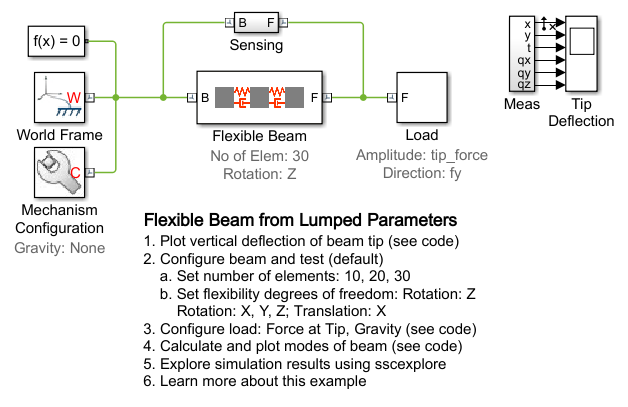 f(x) = 0
B F
Sensing
x
y
t
qx
qy
qz
x
Meas
Tip
Deflection
W
World Frame
B F
Flexible Beam
No of Elem: 30
Rotation: Z
F
Load
Amplitude: tip_force
Direction: fy
C
Mechanism
Configuration
Gravity: None
Flexible Beam from Lumped Parameters
1. Plot vertical deflection of beam tip (see code)
2. Configure beam and test (default)
a. Set number of elements: 10, 20, 30
b. Set flexibility degrees of freedom: Rotation: Z
Rotation: X, Y, Z; Translation: X
3. Configure load: Force at Tip, Gravity (see code)
4. Calculate and plot modes of beam (see code)
5. Explore simulation results using sscexplore
6. Learn more about this example